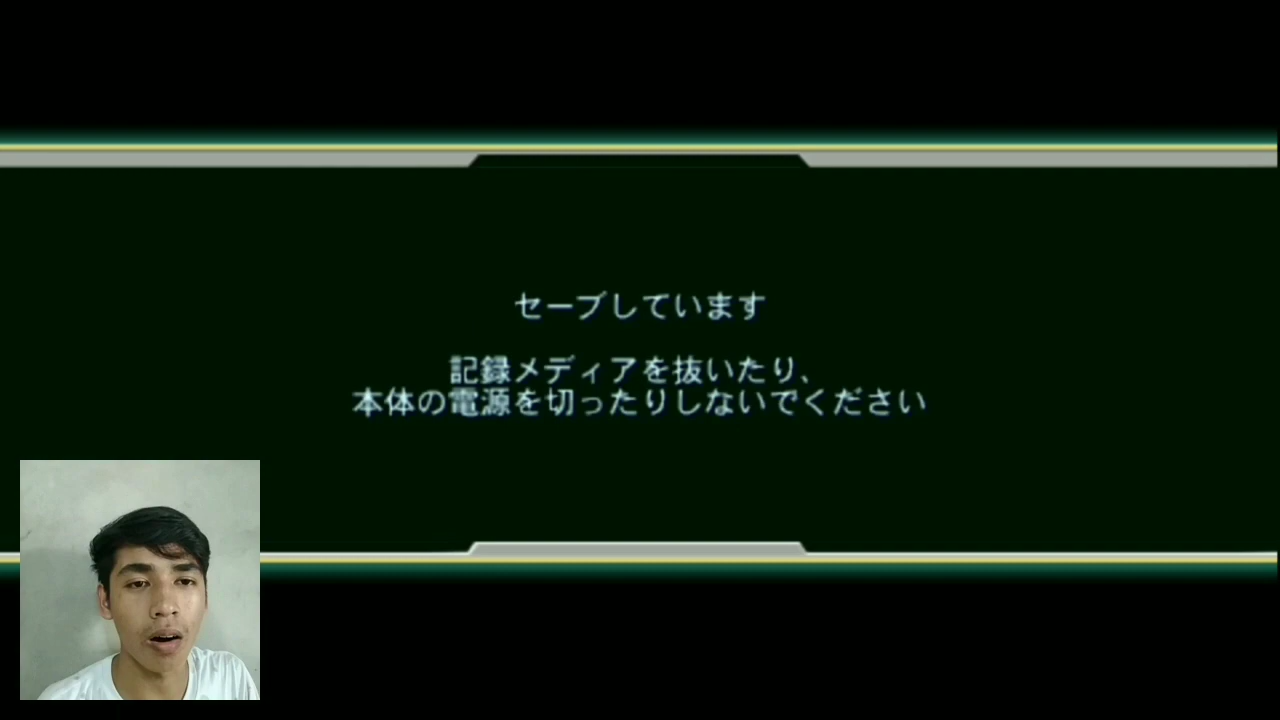 セーブしています
記録メディアを抜いたり、
本体の電源を切ったりしないでください